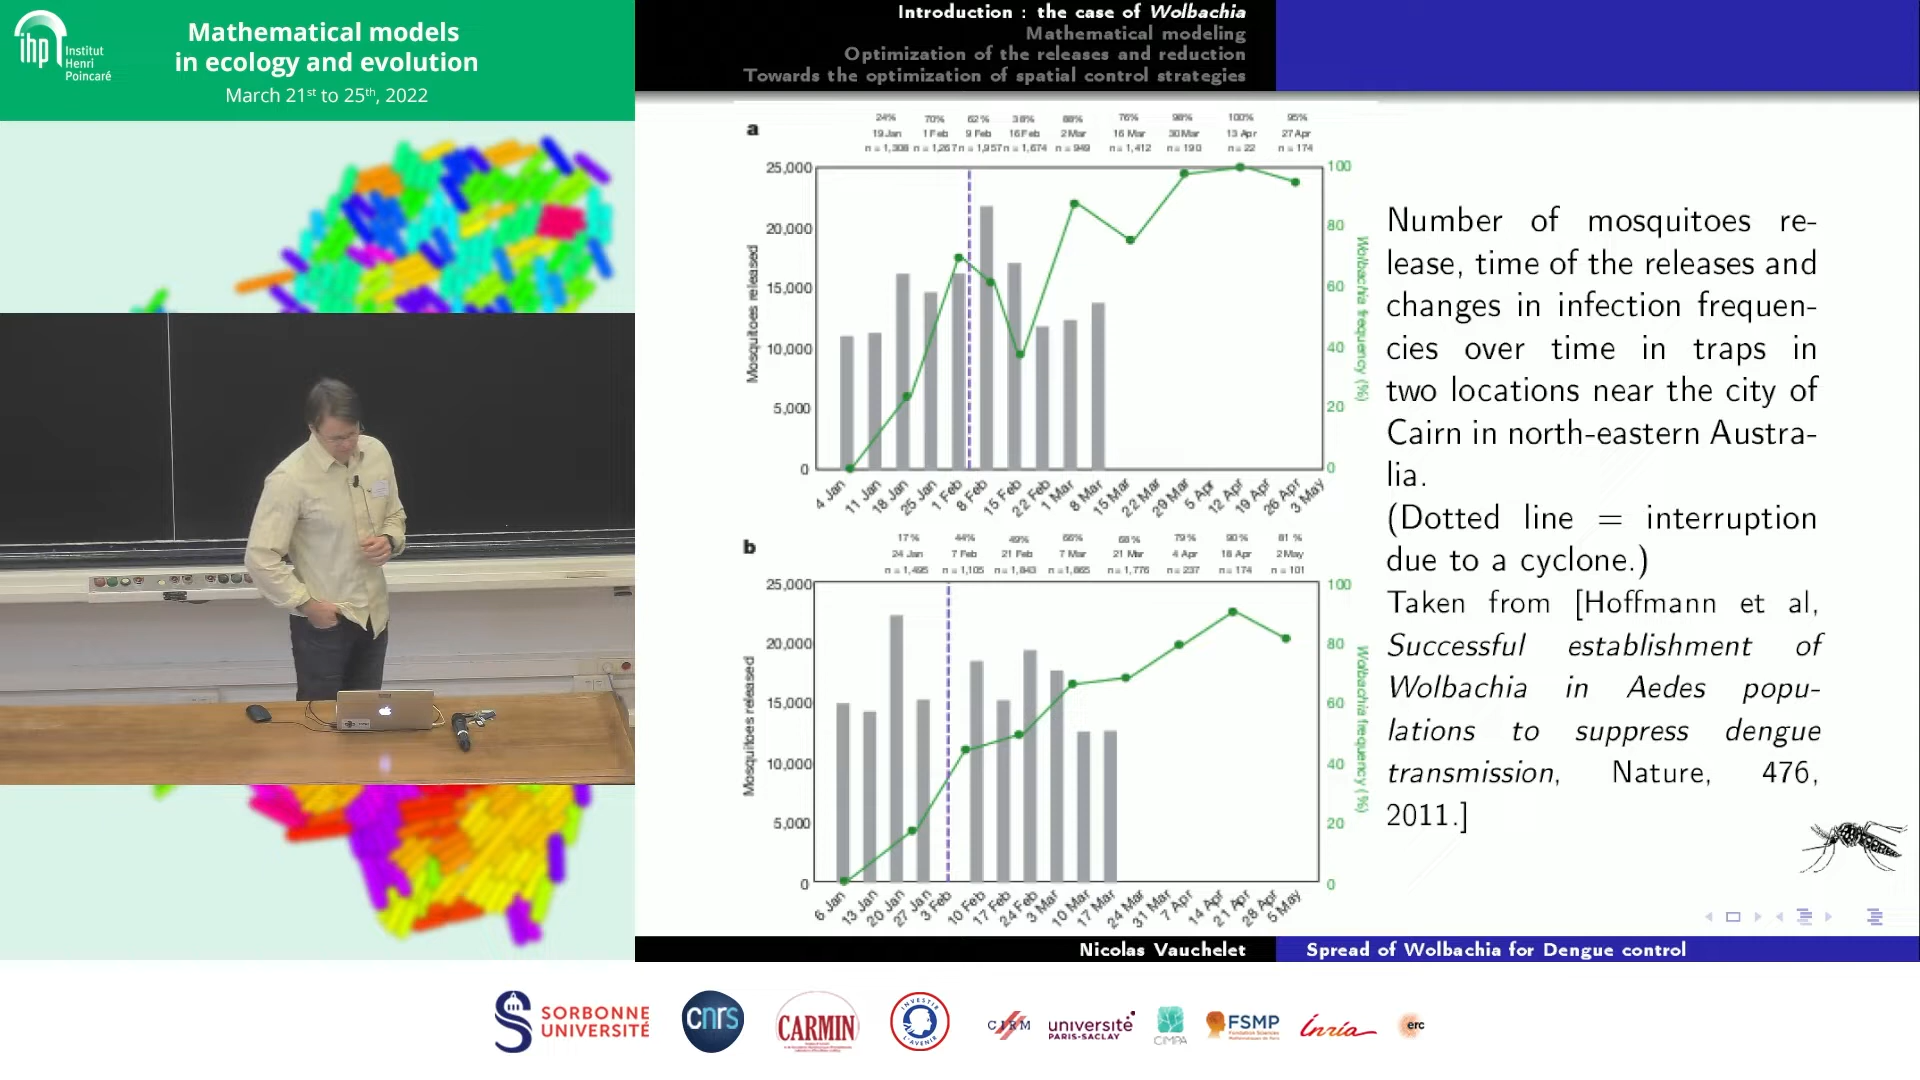 ihp Institut
Henri
Poincaré
Mathematical models
in ecology and evolution
March 21st to 25th, 2022
Introduction : the case of Wolbachia
Mathematical modeling
Optimization of the releases and reduction
Towards the optimization of spatial control strategies
a
24% 70% 62% 38% 88% 76% 98% 100% 95%
19 Jan 1 Feb 9 Feb 16 Feb 2 Mar 16 Mar 30 Mar 13 Apr 27 Apr
n = 1,308 n = 1,267 n = 1,957 n = 1,674 n = 949 n = 1,412 n = 190 n = 22 n = 174
25,000
20,000
15,000
10,000
5,000
0
Mosquitoes released
100
80
60
40
20
0
Wolbachia frequency (%)
4 Jan 11 Jan 18 Jan 25 Jan 1 Feb 8 Feb 15 Feb 22 Feb 1 Mar 8 Mar 15 Mar 22 Mar 29 Mar 5 Apr 12 Apr 19 Apr 26 Apr 3 May
b
17% 44% 49% 66% 68% 79% 90% 81%
24 Jan 7 Feb 21 Feb 7 Mar 21 Mar 4 Apr 18 Apr 2 May
n = 1,495 n = 1,105 n = 1,843 n = 1,865 n = 1,776 n = 237 n = 174 n = 101
25,000
20,000
15,000
10,000
5,000
0
Mosquitoes released
100
80
60
40
20
0
Wolbachia frequency (%)
6 Jan 13 Jan 20 Jan 27 Jan 3 Feb 10 Feb 17 Feb 24 Feb 3 Mar 10 Mar 17 Mar 24 Mar 31 Mar 7 Apr 14 Apr 21 Apr 28 Apr 5 May
Number of mosquitoes re-
lease, time of the releases and
changes in infection frequen-
cies over time in traps in
two locations near the city of
Cairn in north-eastern Austra-
lia.
(Dotted line = interruption
due to a cyclone.)
Taken from [Hoffmann et al,
Successful establishment of
Wolbachia in Aedes popu-
lations to suppress dengue
transmission, Nature, 476,
2011.]
Nicolas Vauchelet Spread of Wolbachia for Dengue control
SORBONNE
UNIVERSITÉ
cnrs
CARMIN
INVESTIR
L'AVENIR
CIRM
université
PARIS-SACLAY
CIMPA
FSMP
Fondation Sciences
Mathématiques de Paris
Inria
erc